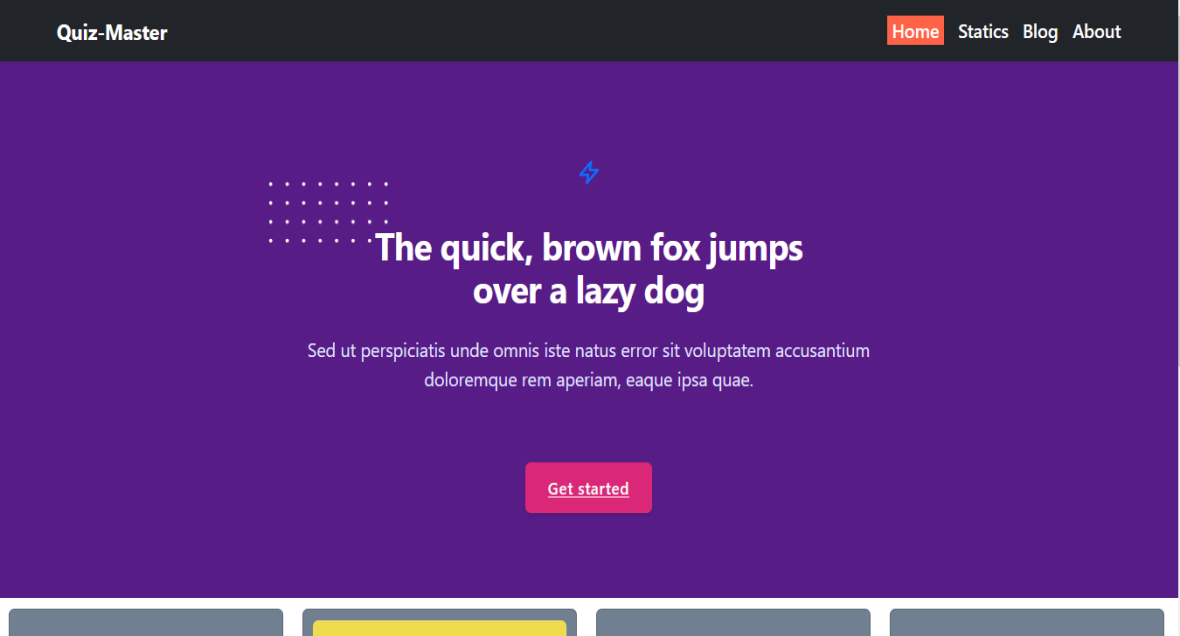 Quiz-Master
Home Statics Blog About
The quick, brown fox jumps
over a lazy dog
Sed ut perspiciatis unde omnis iste natus error sit voluptatem accusantium
doloremque rem aperiam, eaque ipsa quae.
Get started